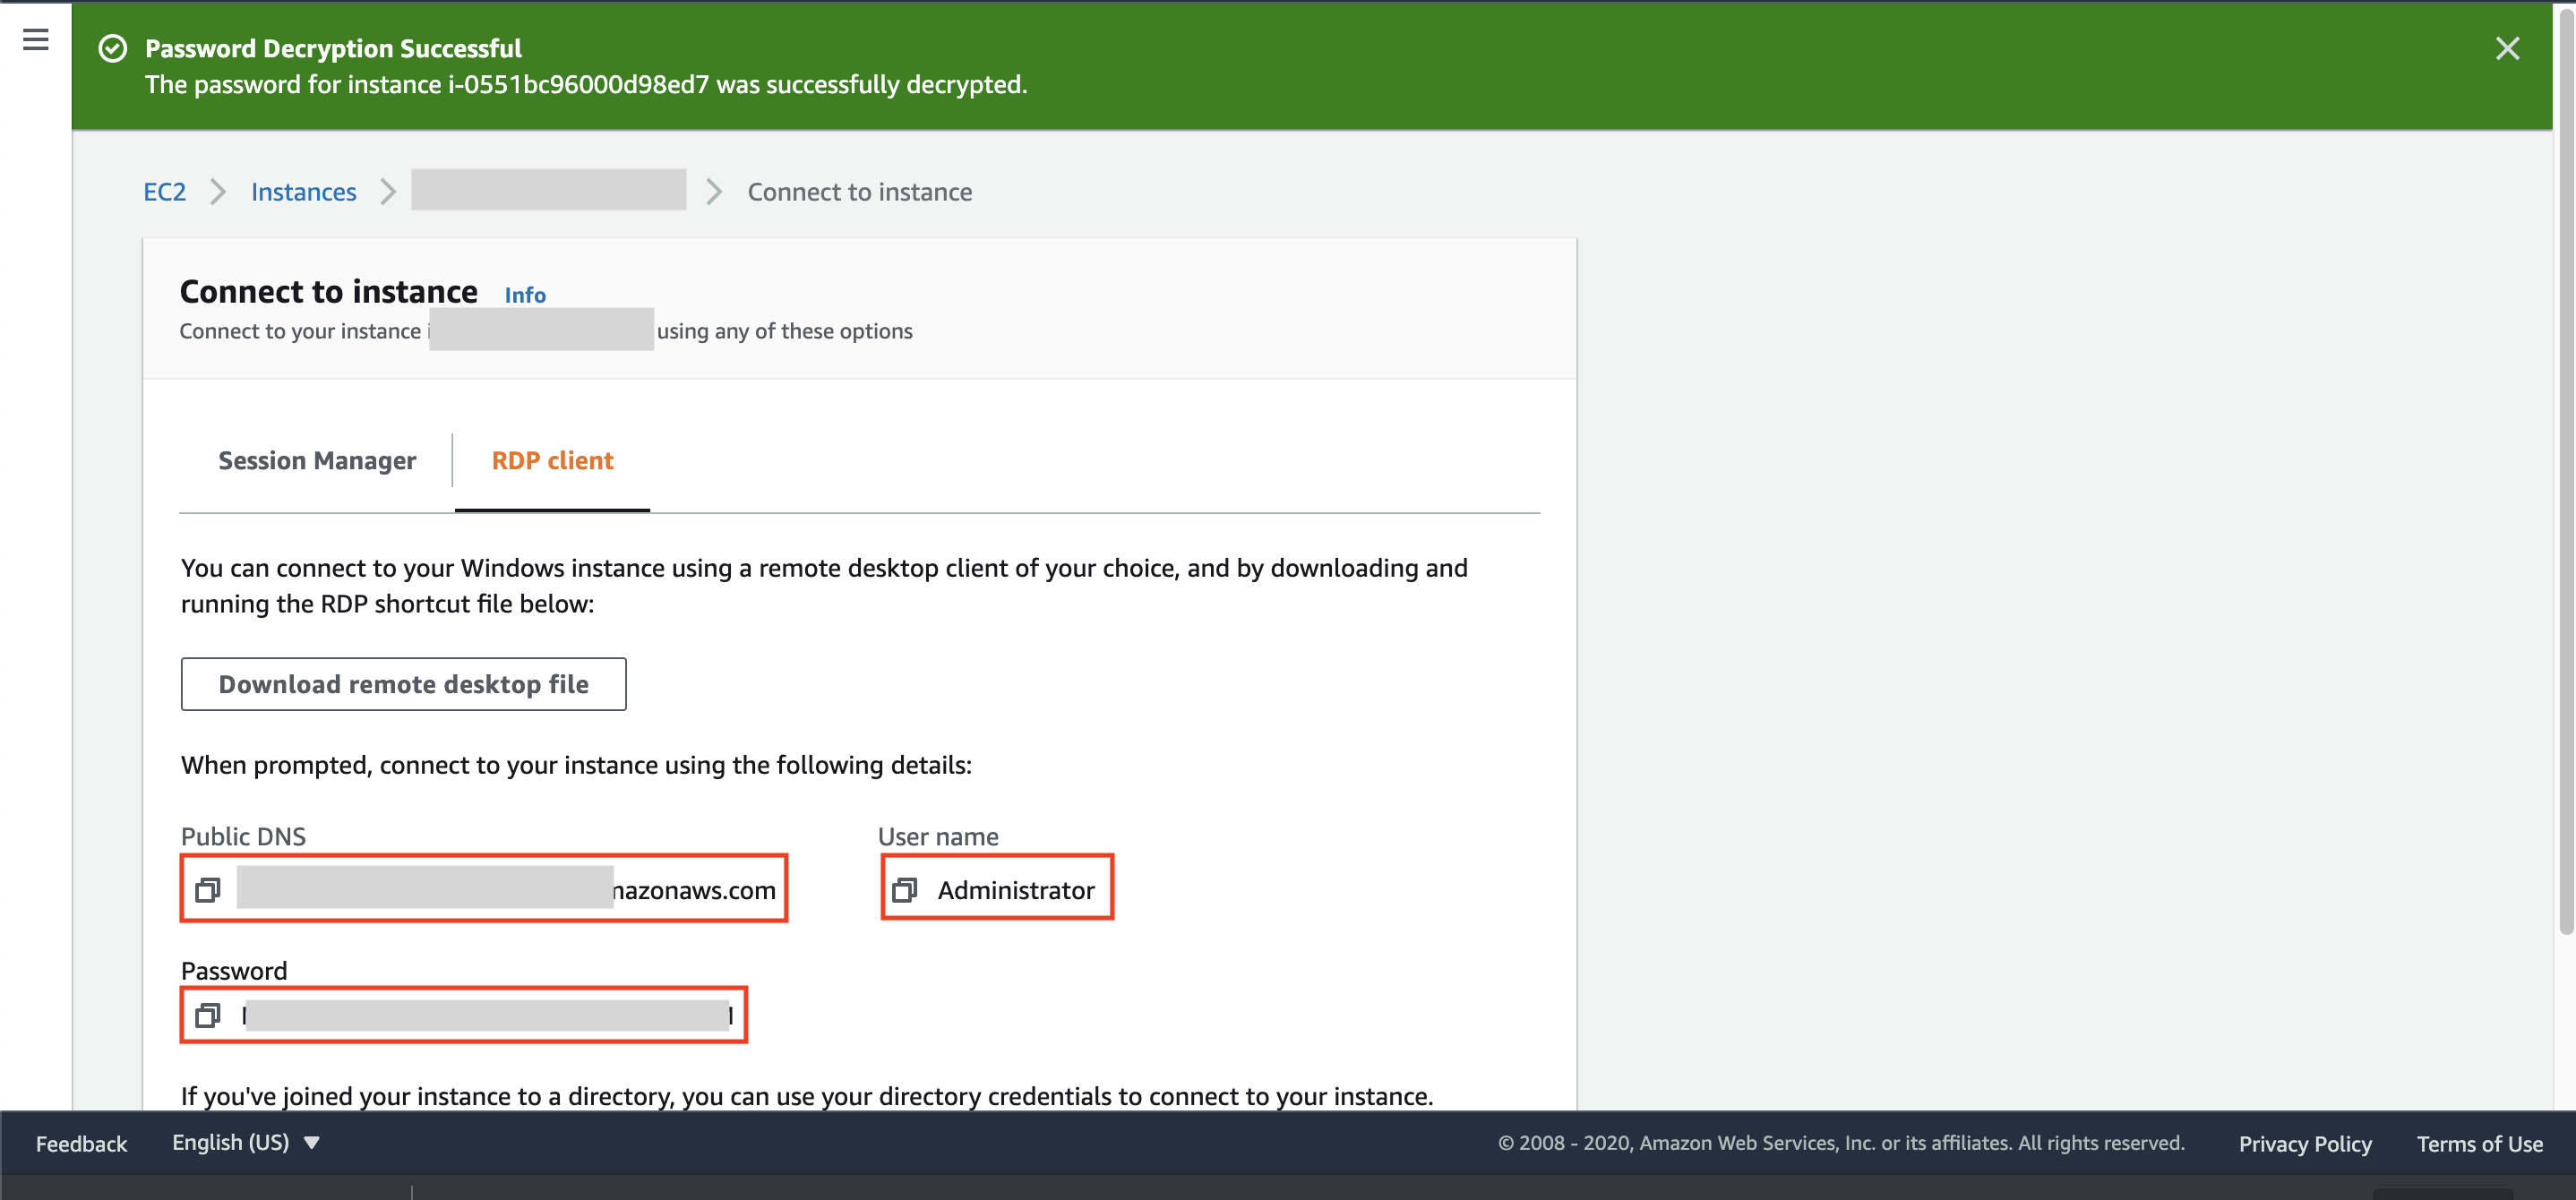 Password Decryption Successful
The password for instance i-0551bc96000d98ed7 was successfully decrypted.
EC2 Instances Connect to instance
Connect to instance Info
Connect to your instance i using any of these options
Session Manager RDP client
You can connect to your Windows instance using a remote desktop client of your choice, and by downloading and
running the RDP shortcut file below:
Download remote desktop file
When prompted, connect to your instance using the following details:
Public DNS User name
mazonaws.com Administrator
Password
If you've joined your instance to a directory, you can use your directory credentials to connect to your instance.
Feedback English (US) © 2008 - 2020, Amazon Web Services, Inc. or its affiliates. All rights reserved. Privacy Policy Terms of Use